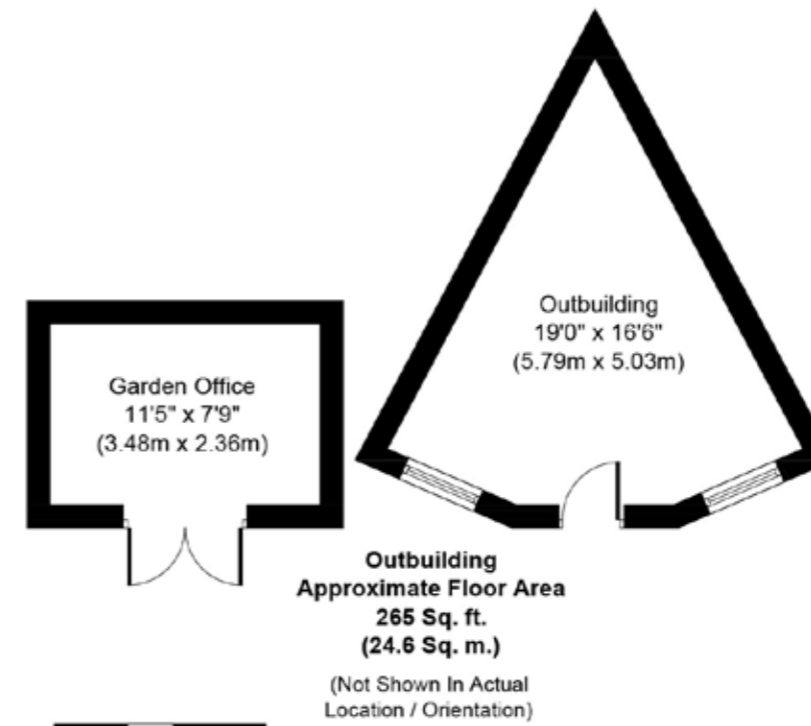 Outbuilding
19'0" x 16'6"
(5.79m x 5.03m)
Garden Office
11'5" x 7'9"
(3.48m x 2.36m)
Outbuilding
Approximate Floor Area
265 Sq. ft.
(24.6 Sq. m.)
(Not Shown In Actual
Location / Orientation)